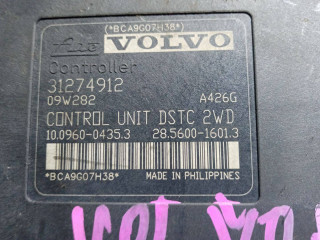 (*BCA9G07H38*)
VOLVO
Controller
31274912
09W282 A426G
CONTROL UNIT DSTC 2WD
10.0960-0435.3 28.5600-1601.3
*BCA9G07H38* MADE IN PHILIPPINES